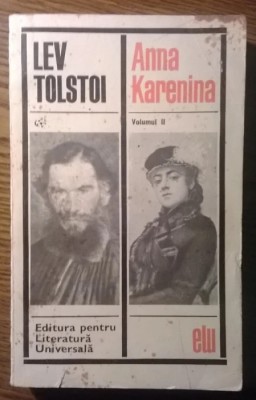 LEV
TOLSTOI
Anna
Karenina
Volumul II
Editura pentru
Literatură
Universală
elu